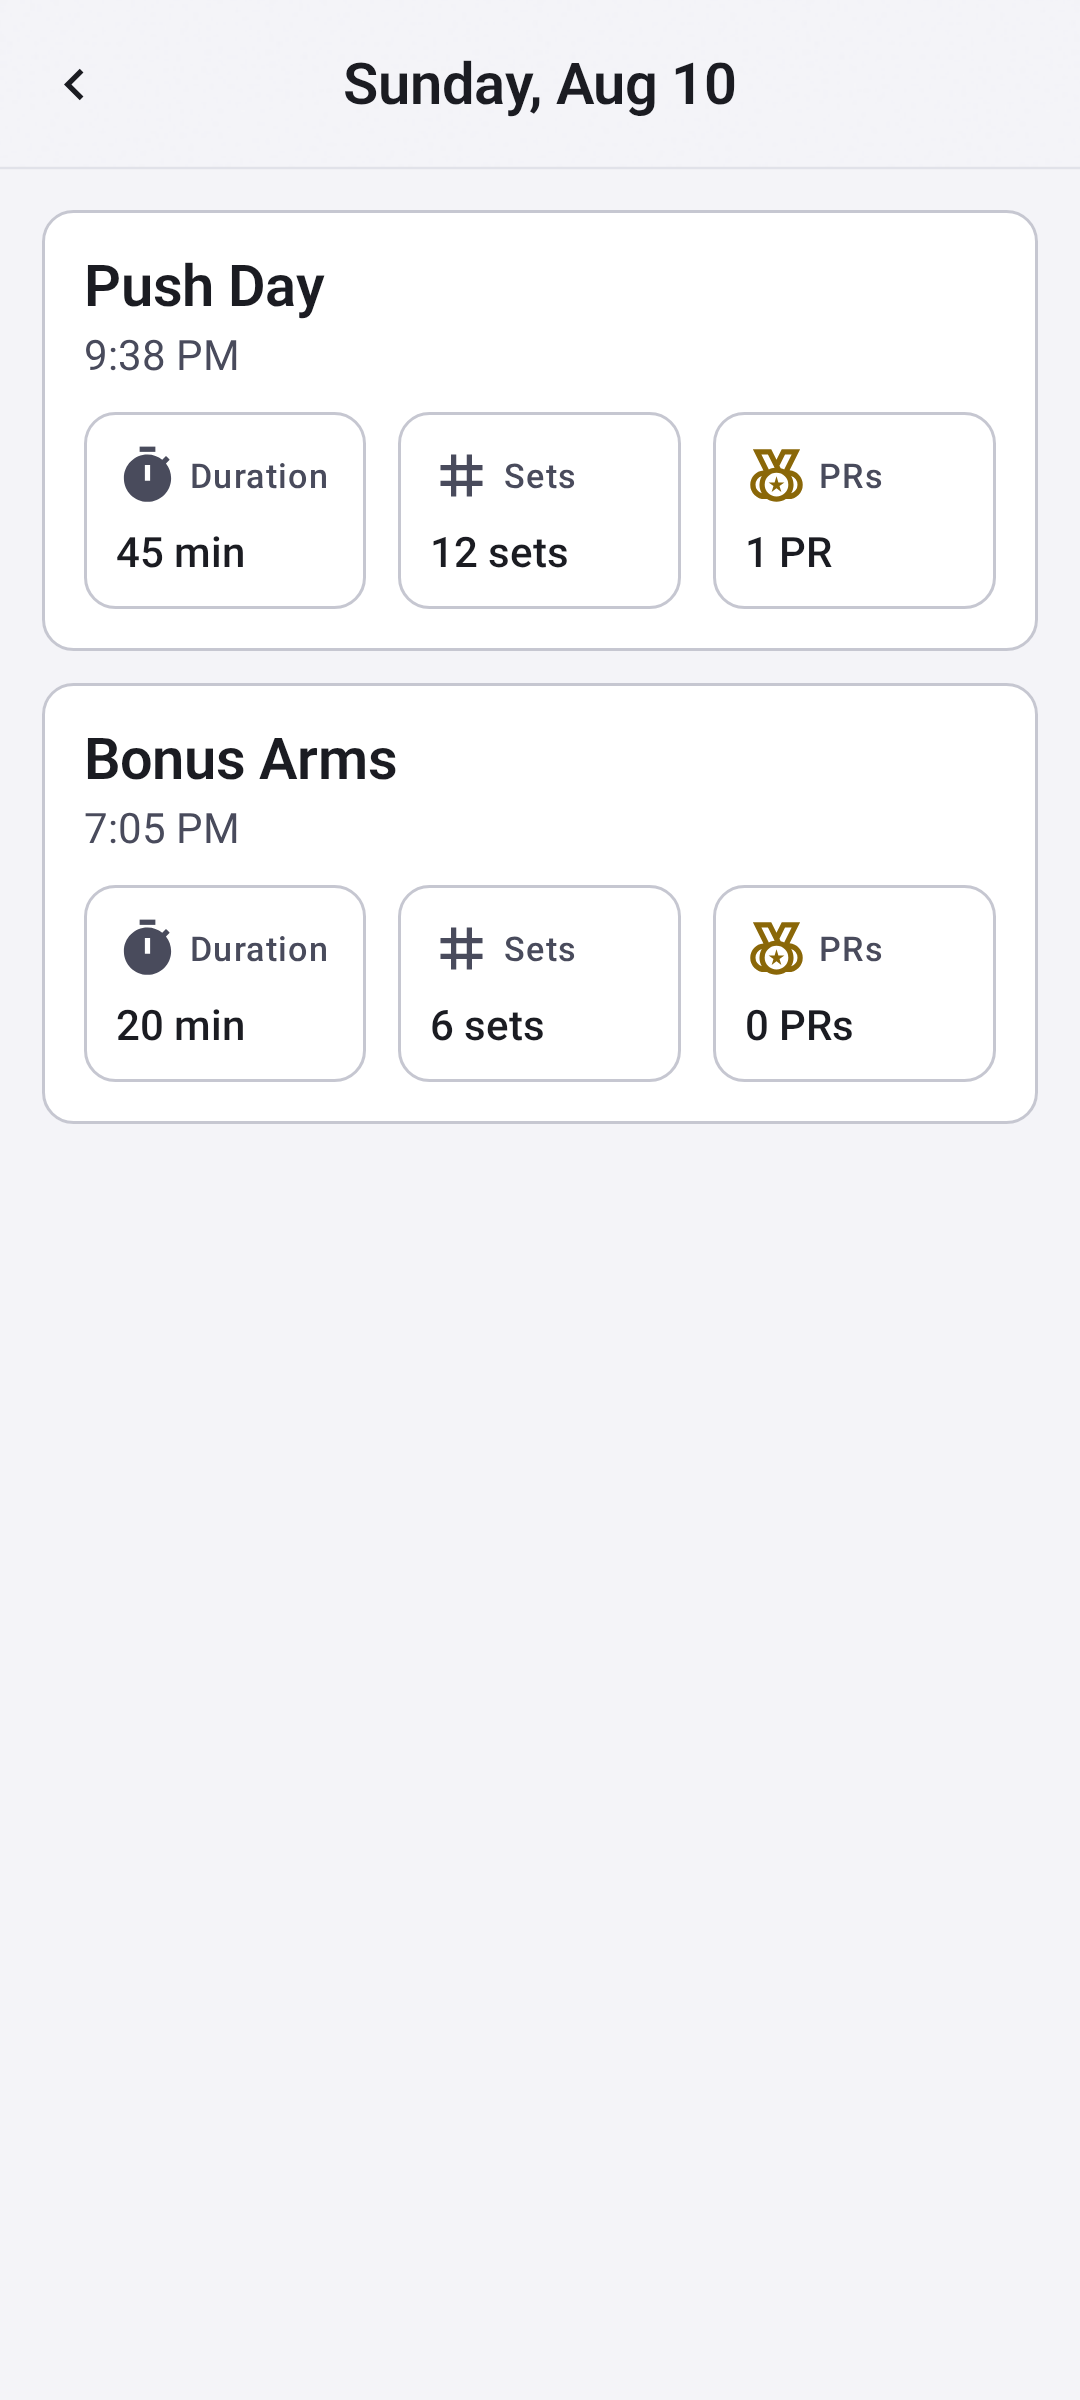 Sunday, Aug 10
Push Day
9:38 PM
Duration
45 min
Sets
12 sets
PRs
1 PR
Bonus Arms
7:05 PM
Duration
20 min
Sets
6 sets
PRs
0 PRs